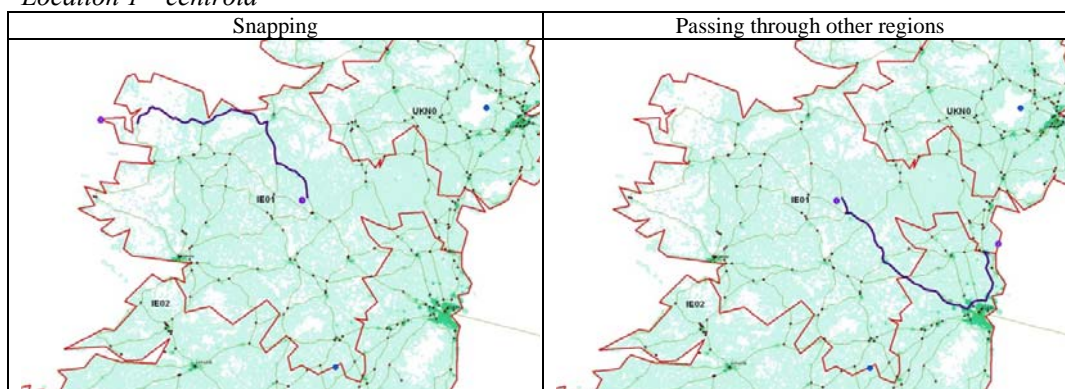 Location 1 – centroid
Snapping
Passing through other regions
UKN0
IE01
IE02
UKN0
IE01
IE02